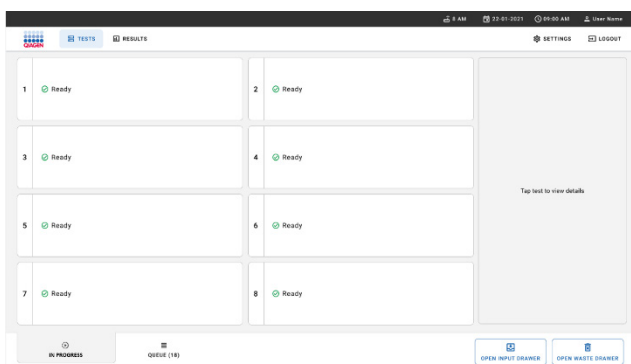 8 AM 22-01-2021 09:00 AM User Name
QIAGEN TESTS RESULTS SETTINGS LOGOUT
1 Ready 2 Ready
3 Ready 4 Ready
Tap test to view details
5 Ready 6 Ready
7 Ready 8 Ready
IN PROGRESS QUEUE (18) OPEN INPUT DRAWER OPEN WASTE DRAWER